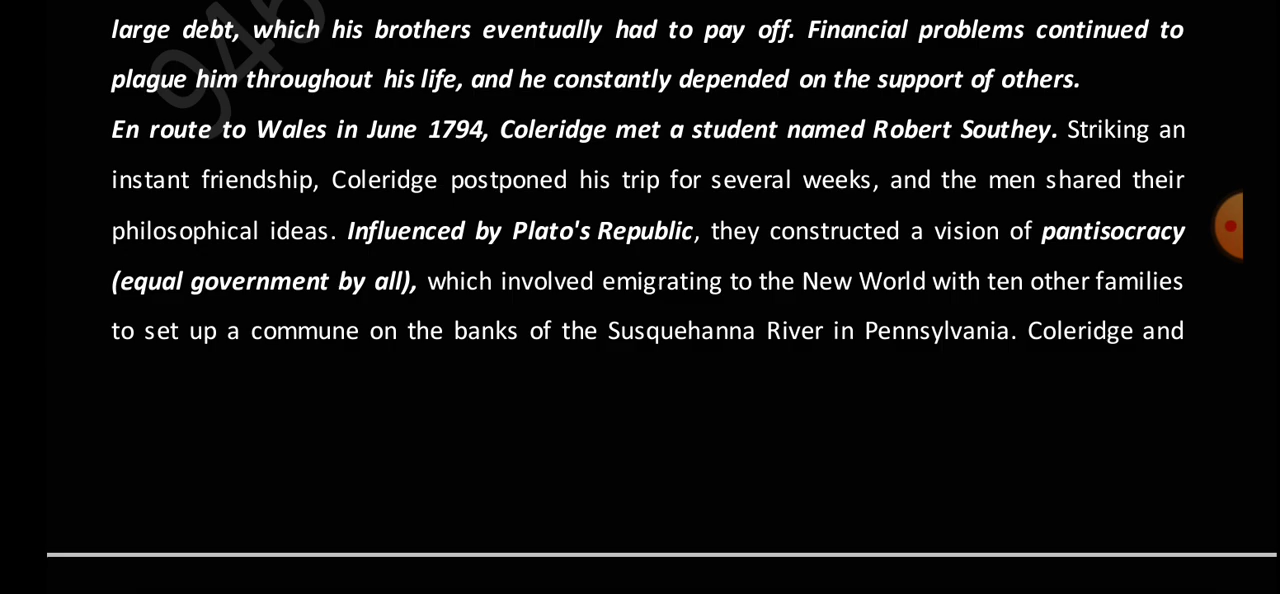 large debt, which his brothers eventually had to pay off. Financial problems continued to
plague him throughout his life, and he constantly depended on the support of others.
En route to Wales in June 1794, Coleridge met a student named Robert Southey. Striking an
instant friendship, Coleridge postponed his trip for several weeks, and the men shared their
philosophical ideas. Influenced by Plato's Republic, they constructed a vision of pantisocracy
(equal government by all), which involved emigrating to the New World with ten other families
to set up a commune on the banks of the Susquehanna River in Pennsylvania. Coleridge and